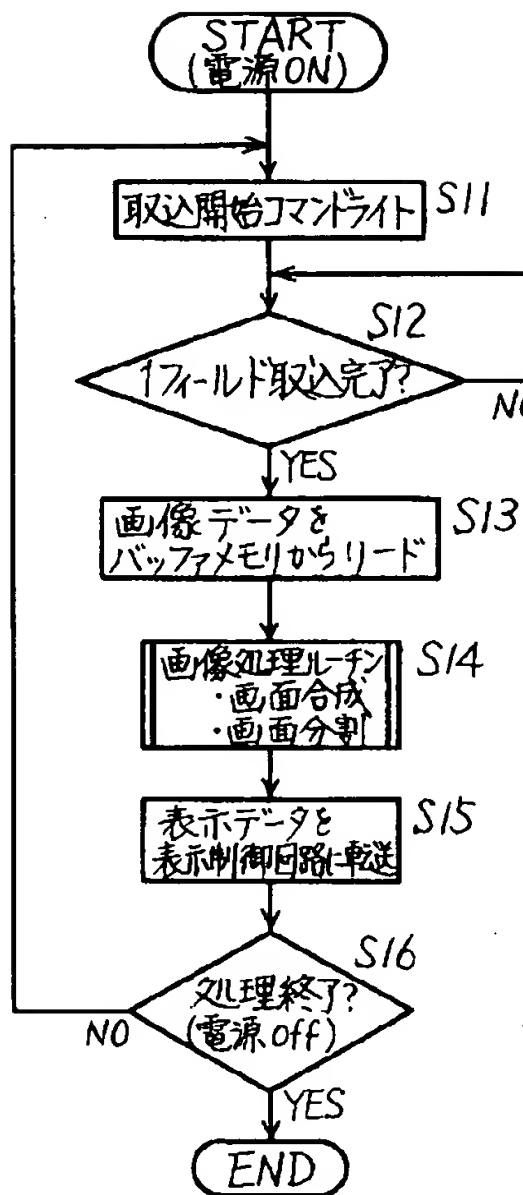 START
(電源ON)
取込開始コマンドライト
S11
S12
1フィールド取込完了?
NO
YES
画像データを
バッファメモリからリード
S13
画像処理ルーチン
・画面合成
・画面分割
S14
表示データを
表示制御回路に転送
S15
S16
処理終了?
(電源Off)
NO
YES
END